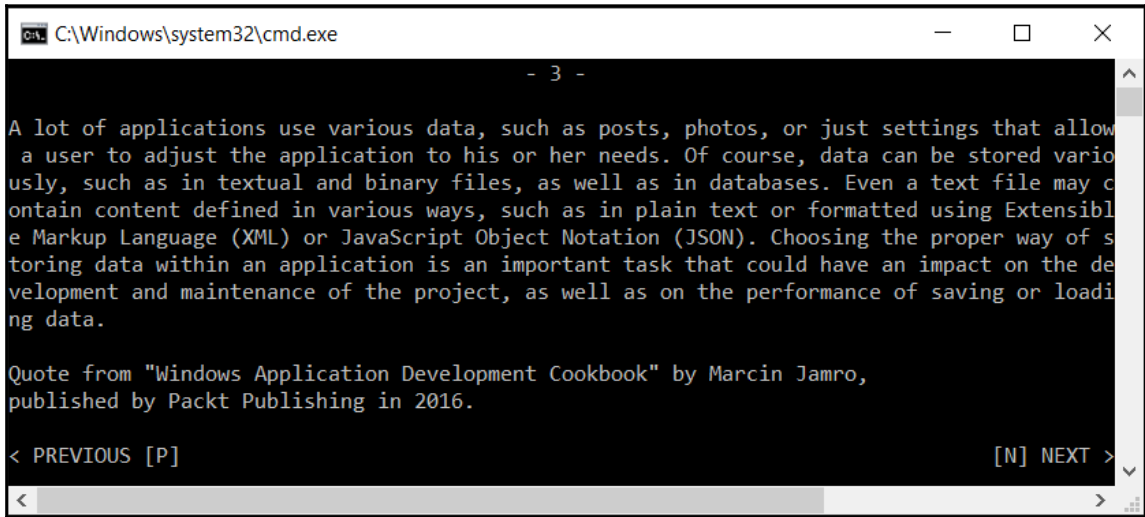 C:\Windows\system32\cmd.exe
- 3 -
A lot of applications use various data, such as posts, photos, or just settings that allow
a user to adjust the application to his or her needs. Of course, data can be stored vario
usly, such as in textual and binary files, as well as in databases. Even a text file may c
ontain content defined in various ways, such as in plain text or formatted using Extensibl
e Markup Language (XML) or JavaScript Object Notation (JSON). Choosing the proper way of s
toring data within an application is an important task that could have an impact on the de
velopment and maintenance of the project, as well as on the performance of saving or loadi
ng data.
Quote from "Windows Application Development Cookbook" by Marcin Jamro,
published by Packt Publishing in 2016.
< PREVIOUS [P] [N] NEXT >